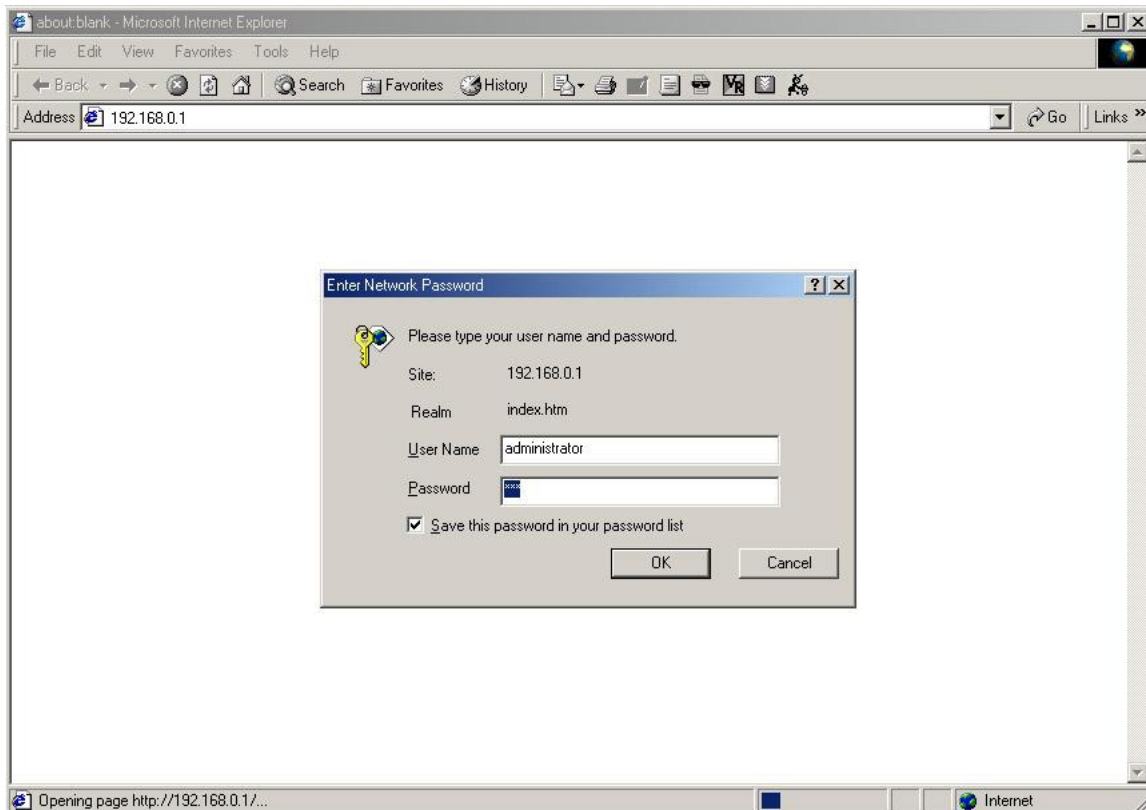 about:blank - Microsoft Internet Explorer
File Edit View Favorites Tools Help
Back Search Favorites History VR
Address 192.168.0.1 Go Links »
Enter Network Password ?
Please type your user name and password.
Site: 192.168.0.1
Realm index.htm
User Name administrator
Password ***
Save this password in your password list
OK Cancel
Opening page http://192.168.0.1/... Internet